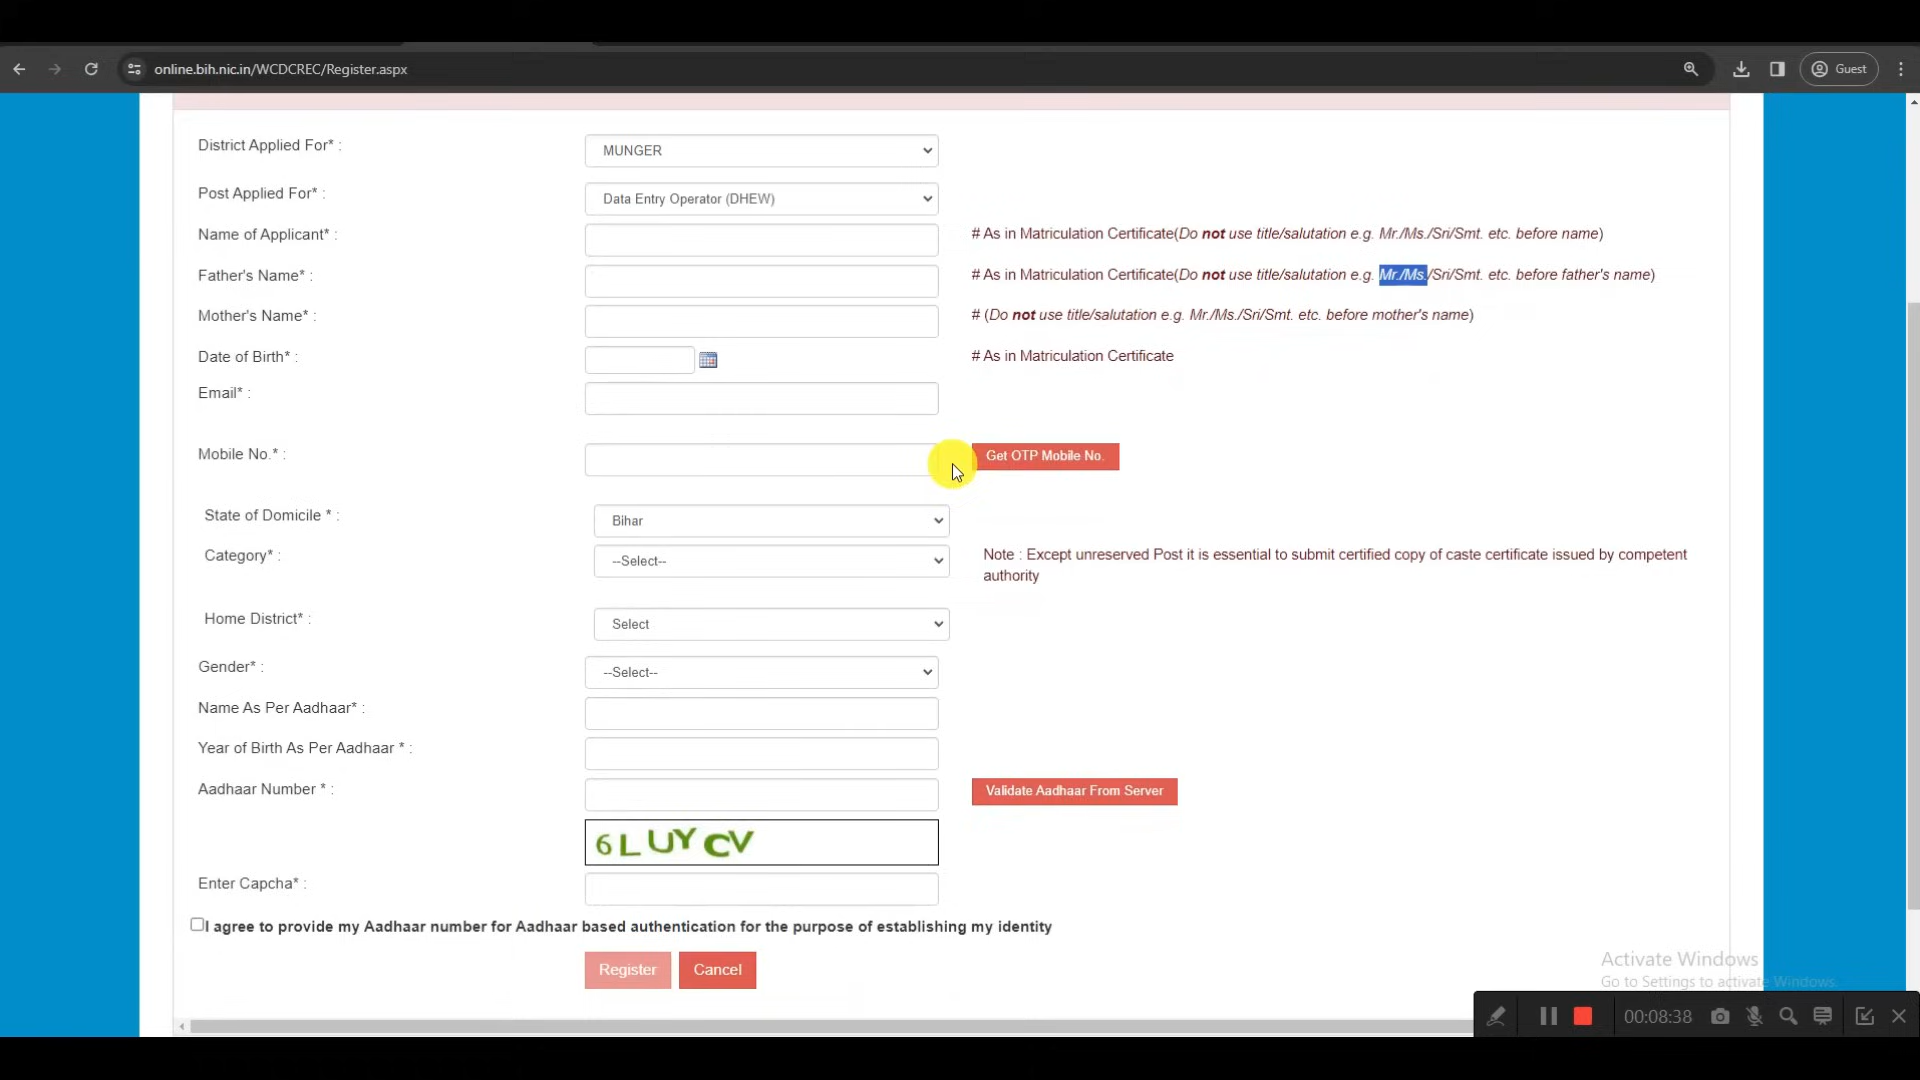 online.bih.nic.in/WCDCREC/Register.aspx
Guest
District Applied For* :
MUNGER
Post Applied For* :
Data Entry Operator (DHEW)
Name of Applicant* :
# As in Matriculation Certificate(Do not use title/salutation e.g. Mr./Ms./Sri/Smt. etc. before name)
Father's Name* :
# As in Matriculation Certificate(Do not use title/salutation e.g. Mr./Ms./Sri/Smt. etc. before father's name)
Mother's Name* :
# (Do not use title/salutation e.g. Mr./Ms./Sri/Smt. etc. before mother's name)
Date of Birth* :
# As in Matriculation Certificate
Email* :
Mobile No.* :
Get OTP Mobile No.
State of Domicile * :
Bihar
Category* :
--Select--
Note : Except unreserved Post it is essential to submit certified copy of caste certificate issued by competent
authority
Home District* :
Select
Gender* :
--Select--
Name As Per Aadhaar* :
Year of Birth As Per Aadhaar * :
Aadhaar Number * :
Validate Aadhaar From Server
6LUYCV
Enter Capcha* :
I agree to provide my Aadhaar number for Aadhaar based authentication for the purpose of establishing my identity
Register
Cancel
Activate Windows
Go to Settings to activate Windows.
00:08:38